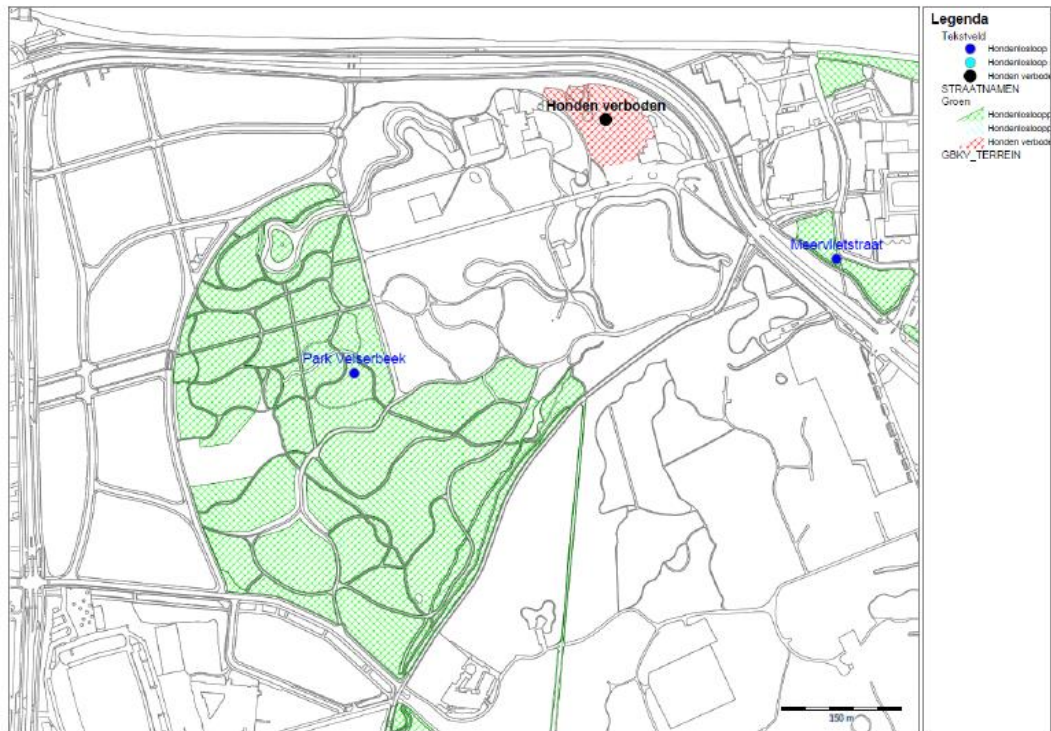 Honden verboden
Meervlietstraat
Park Velserbeek
150 m
Legenda
Tekstveld
Hondenlosloop
Hondenlosloop
Honden verbode
STRAATNAMEN
Groen
Hondenlosloopp
Hondenlosloopp
Honden verbode
GBKV_TERREIN